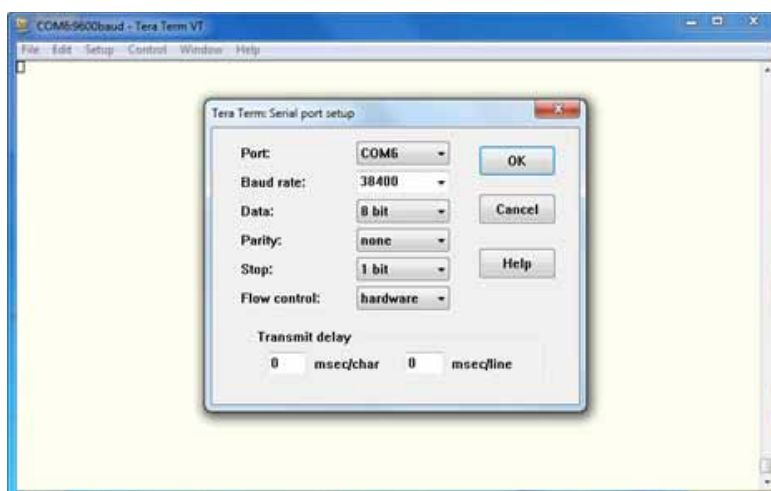 COM6:9600baud - Tera Term VT
File Edit Setup Control Window Help
Tera Term: Serial port setup
Port: COM6 OK
Baud rate: 38400
Data: 8 bit Cancel
Parity: none
Stop: 1 bit Help
Flow control: hardware
Transmit delay
0 msec/char 0 msec/line